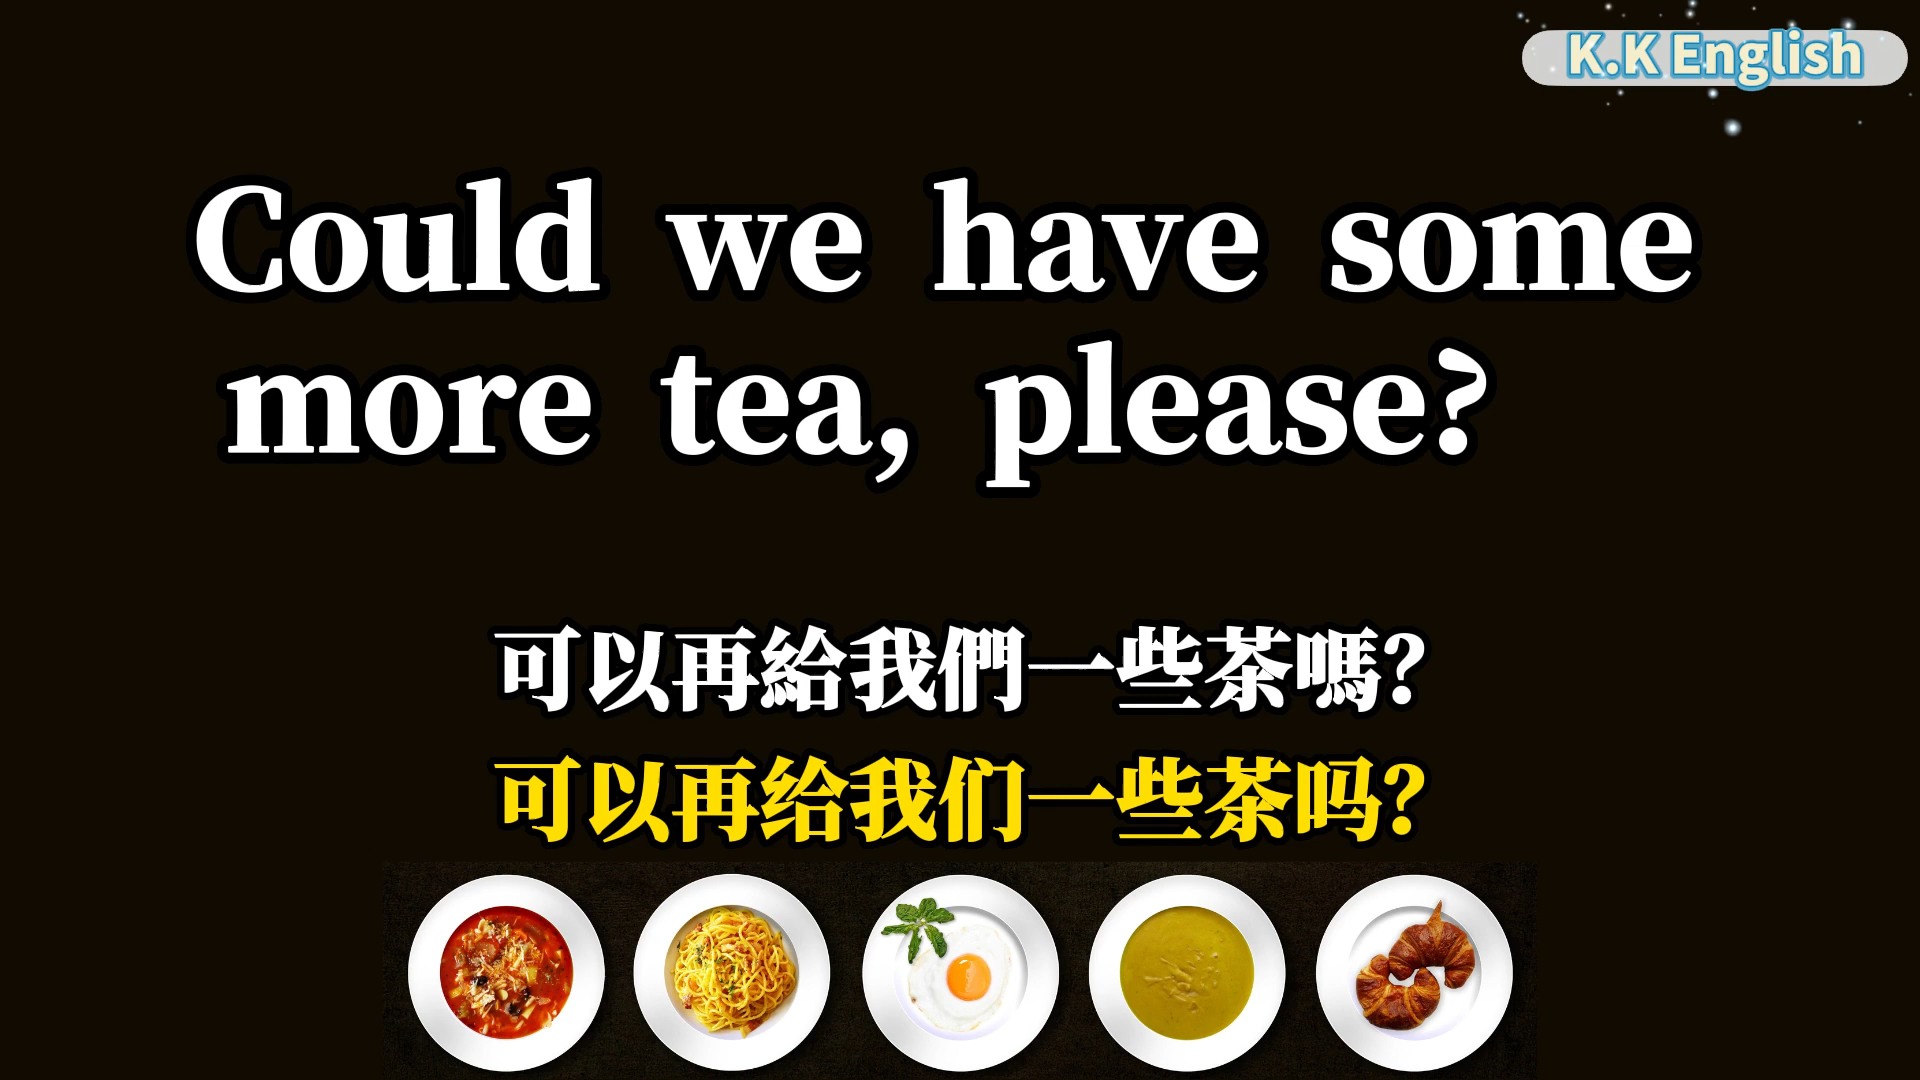 K.K English
Could we have some
more tea, please?
可以再給我們一些茶嗎?
可以再给我们一些茶吗?